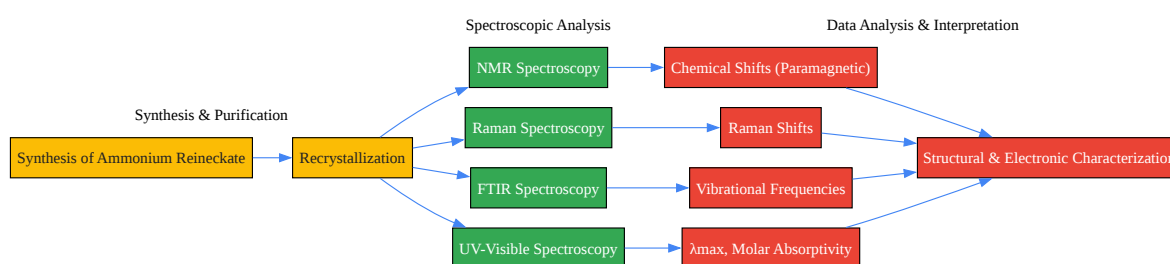 Spectroscopic Analysis
Data Analysis & Interpretation
NMR Spectroscopy
Chemical Shifts (Paramagnetic)
Synthesis & Purification
Raman Spectroscopy
Raman Shifts
Synthesis of Ammonium Reineckate
Recrystallization
Structural & Electronic Characterization
FTIR Spectroscopy
Vibrational Frequencies
UV-Visible Spectroscopy
λmax, Molar Absorptivity